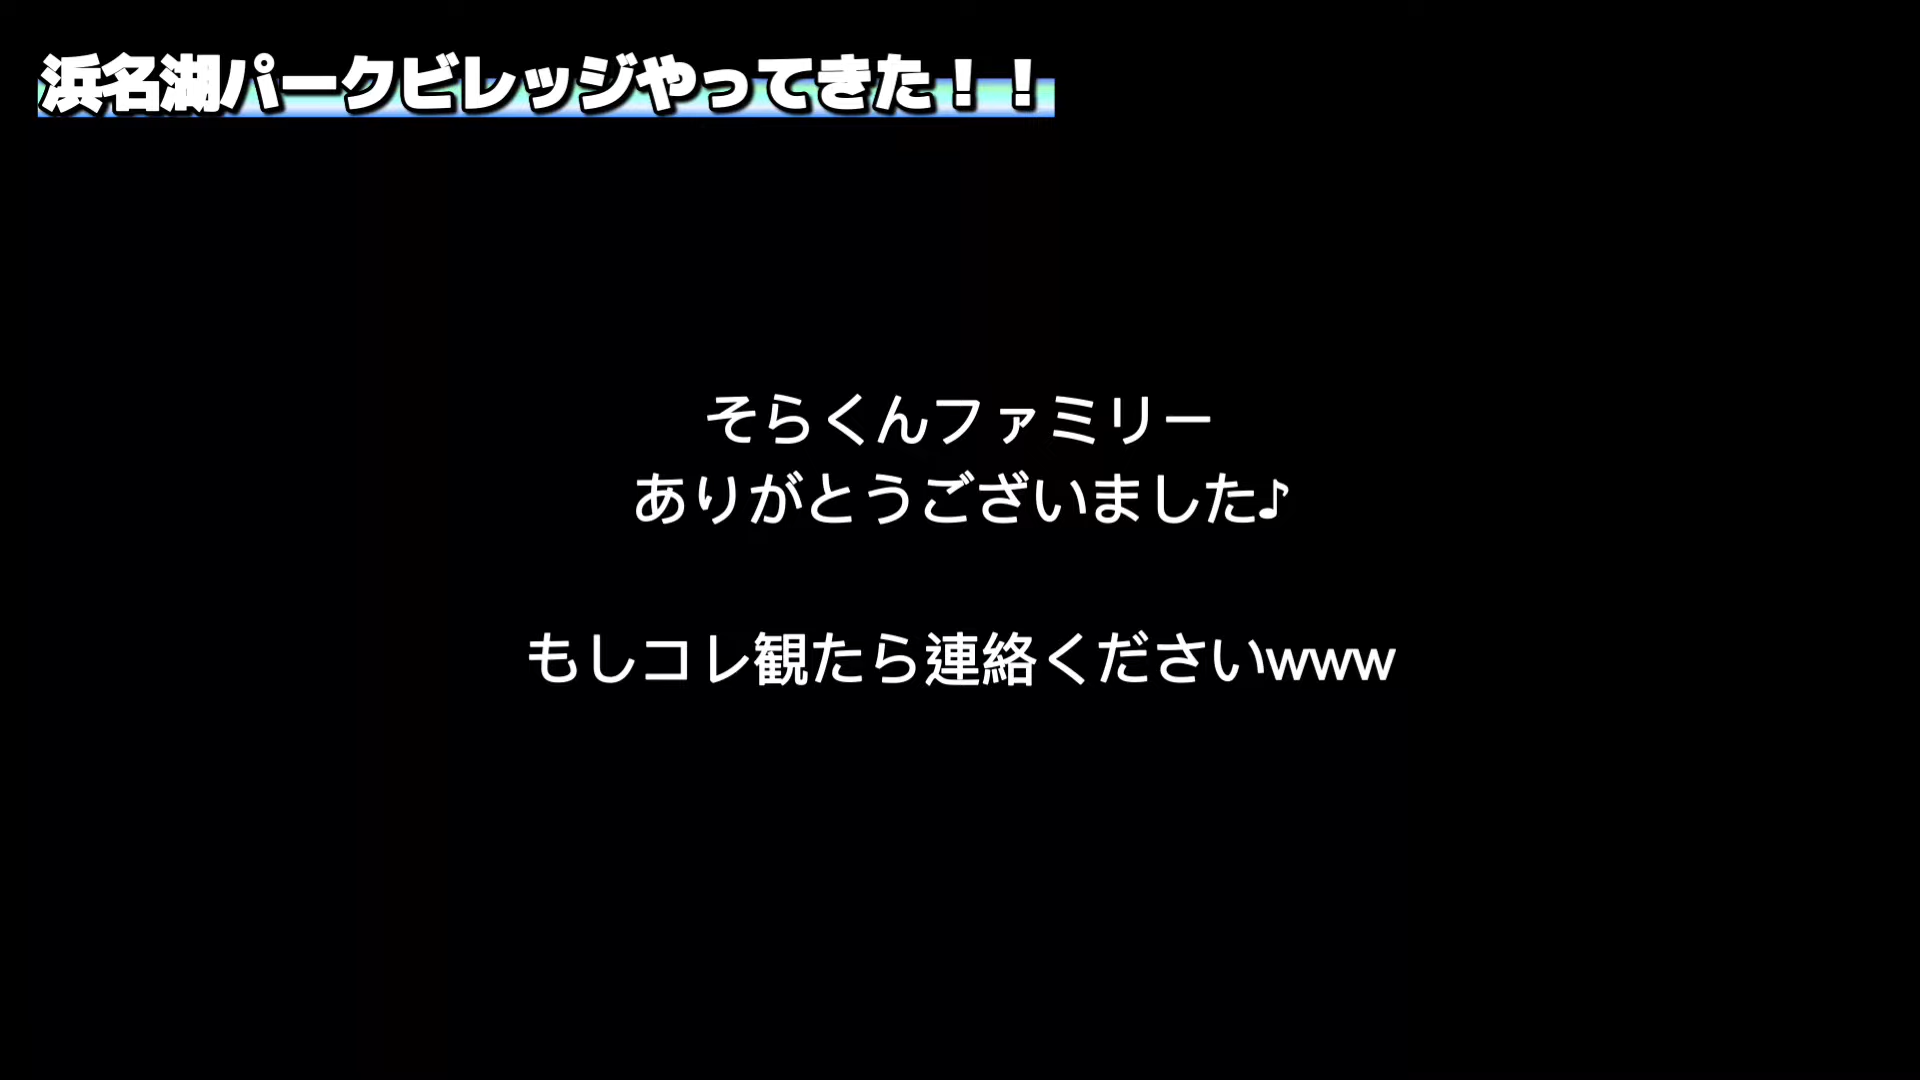 浜名湖パークビレッジやってきた！！
そらくんファミリー
ありがとうございました♪
もしコレ観たら連絡くださいwww